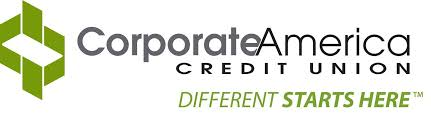 CorporateAmerica
CREDIT UNION
DIFFERENT STARTS HERE™